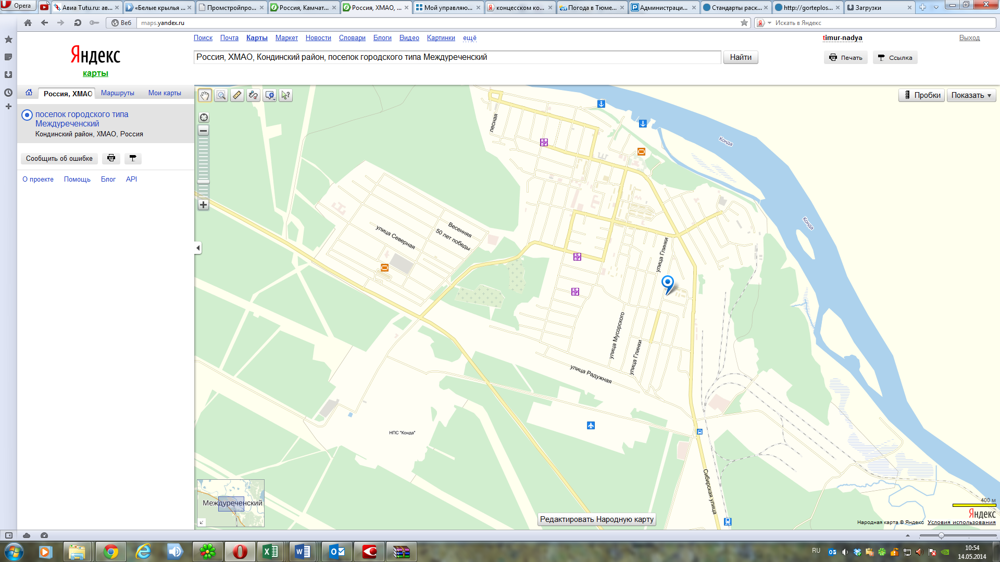 Opera
Авиа Tutu.ru: ав...
«Белые крылья ...
Промстройпро...
Россия, Камчат...
Россия, ХМАО, ...
Мой управляю...
концесском ко...
Погода в Тюме...
Администраци...
Стандарты раск...
http://gorteplos...
Загрузки
Веб
maps.yandex.ru
Искать в Яндекс
Поиск Почта Карты Маркет Новости Словари Блоги Видео Картинки ещё
timur-nadya
Выход
Яндекс
карты
Россия, ХМАО, Кондинский район, поселок городского типа Междуреченский
Найти
Печать
Ссылка
Россия, ХМАО
Маршруты
Мои карты
Пробки
Показать
поселок городского типа
Междуреченский
Кондинский район, ХМАО, Россия
Сообщить об ошибке
О проекте Помощь Блог API
лесная
Конда
Конда
Весенняя
50 лет победы
улица Северная
улица Глинки
улица Мусорского
улица Глинки
улица Радужная
НПС "Конда"
Сибирская улица
Междуреченский
Редактировать Народную карту
400 м
Яндекс
Народная карта © Яндекс Условия использования
RU
10:54
14.05.2014